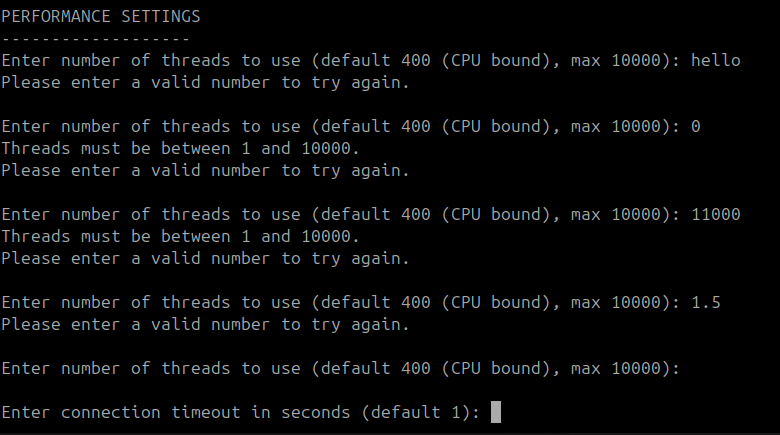 PERFORMANCE SETTINGS
-------------------
Enter number of threads to use (default 400 (CPU bound), max 10000): hello
Please enter a valid number to try again.
Enter number of threads to use (default 400 (CPU bound), max 10000): 0
Threads must be between 1 and 10000.
Please enter a valid number to try again.
Enter number of threads to use (default 400 (CPU bound), max 10000): 11000
Threads must be between 1 and 10000.
Please enter a valid number to try again.
Enter number of threads to use (default 400 (CPU bound), max 10000): 1.5
Please enter a valid number to try again.
Enter number of threads to use (default 400 (CPU bound), max 10000):
Enter connection timeout in seconds (default 1):